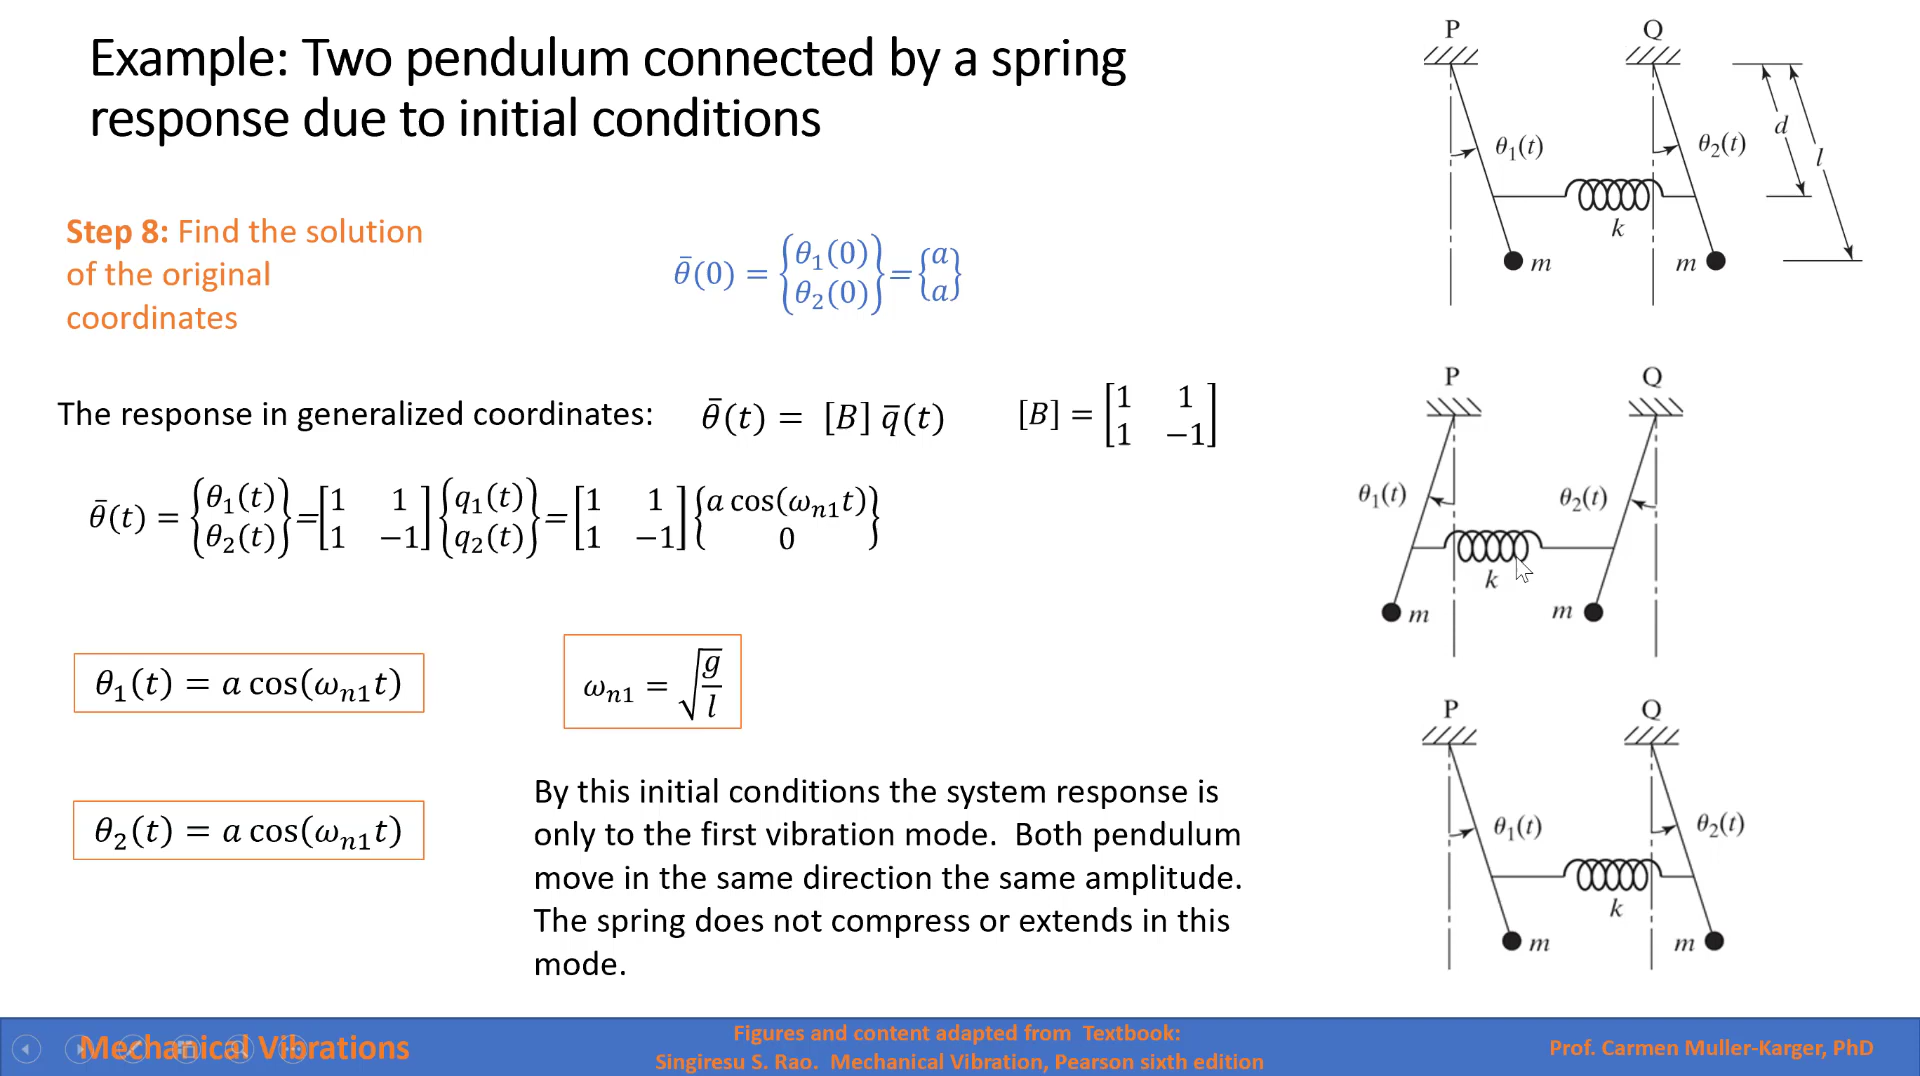 Example: Two pendulum connected by a spring
response due to initial conditions
Step 8: Find the solution
of the original
coordinates
θ̄(0) = {θ₁(0) θ₂(0)} = {a a}
The response in generalized coordinates: θ̄(t) = [B] q̄(t) [B] = [1 1 1 −1]
θ̄(t) = {θ₁(t) θ₂(t)} = [1 1 1 −1] {q₁(t) q₂(t)} = [1 1 1 −1] {a cos(ωₙ₁t) 0}
θ₁(t) = a cos(ωₙ₁t)
ωₙ₁ = √(g/l)
θ₂(t) = a cos(ωₙ₁t)
By this initial conditions the system response is
only to the first vibration mode. Both pendulum
move in the same direction the same amplitude.
The spring does not compress or extends in this
mode.
P Q
θ₁(t) θ₂(t) d l
k
m m
P Q
θ₁(t) θ₂(t)
k
m m
P Q
θ₁(t) θ₂(t)
k
m m
Mechanical Vibrations
Figures and content adapted from Textbook:
Singiresu S. Rao. Mechanical Vibration, Pearson sixth edition
Prof. Carmen Muller-Karger, PhD